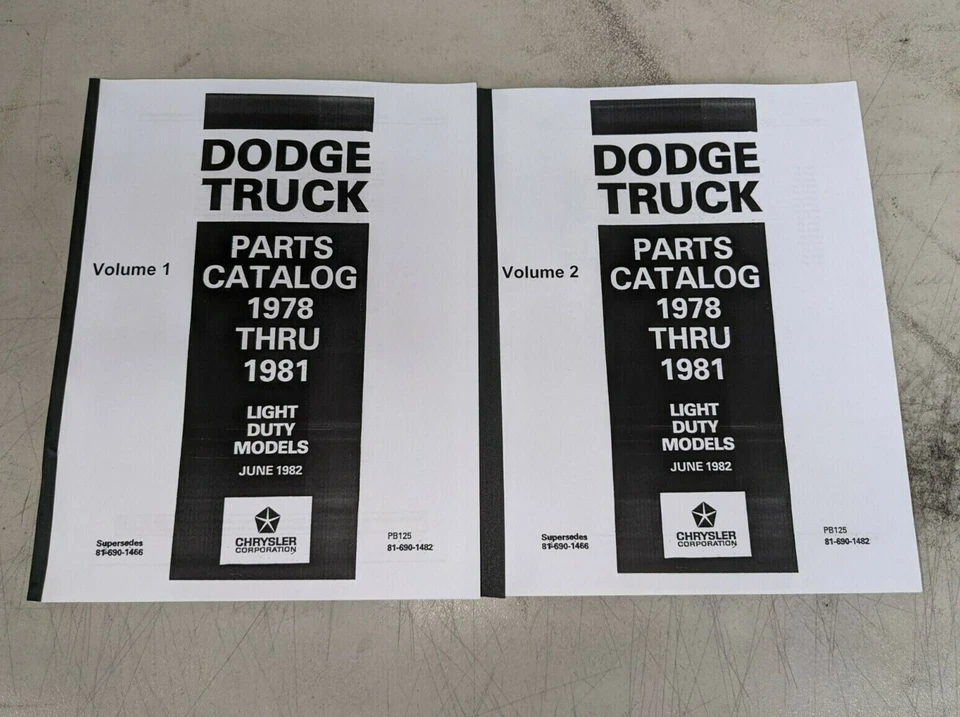 DODGE
TRUCK
Volume 1
PARTS
CATALOG
1978
THRU
1981
LIGHT
DUTY
MODELS
JUNE 1982
CHRYSLER
CORPORATION
Supersedes
81-690-1466
PB125
81-690-1482
DODGE
TRUCK
Volume 2
PARTS
CATALOG
1978
THRU
1981
LIGHT
DUTY
MODELS
JUNE 1982
CHRYSLER
CORPORATION
Supersedes
81-690-1466
PB125
81-690-1482